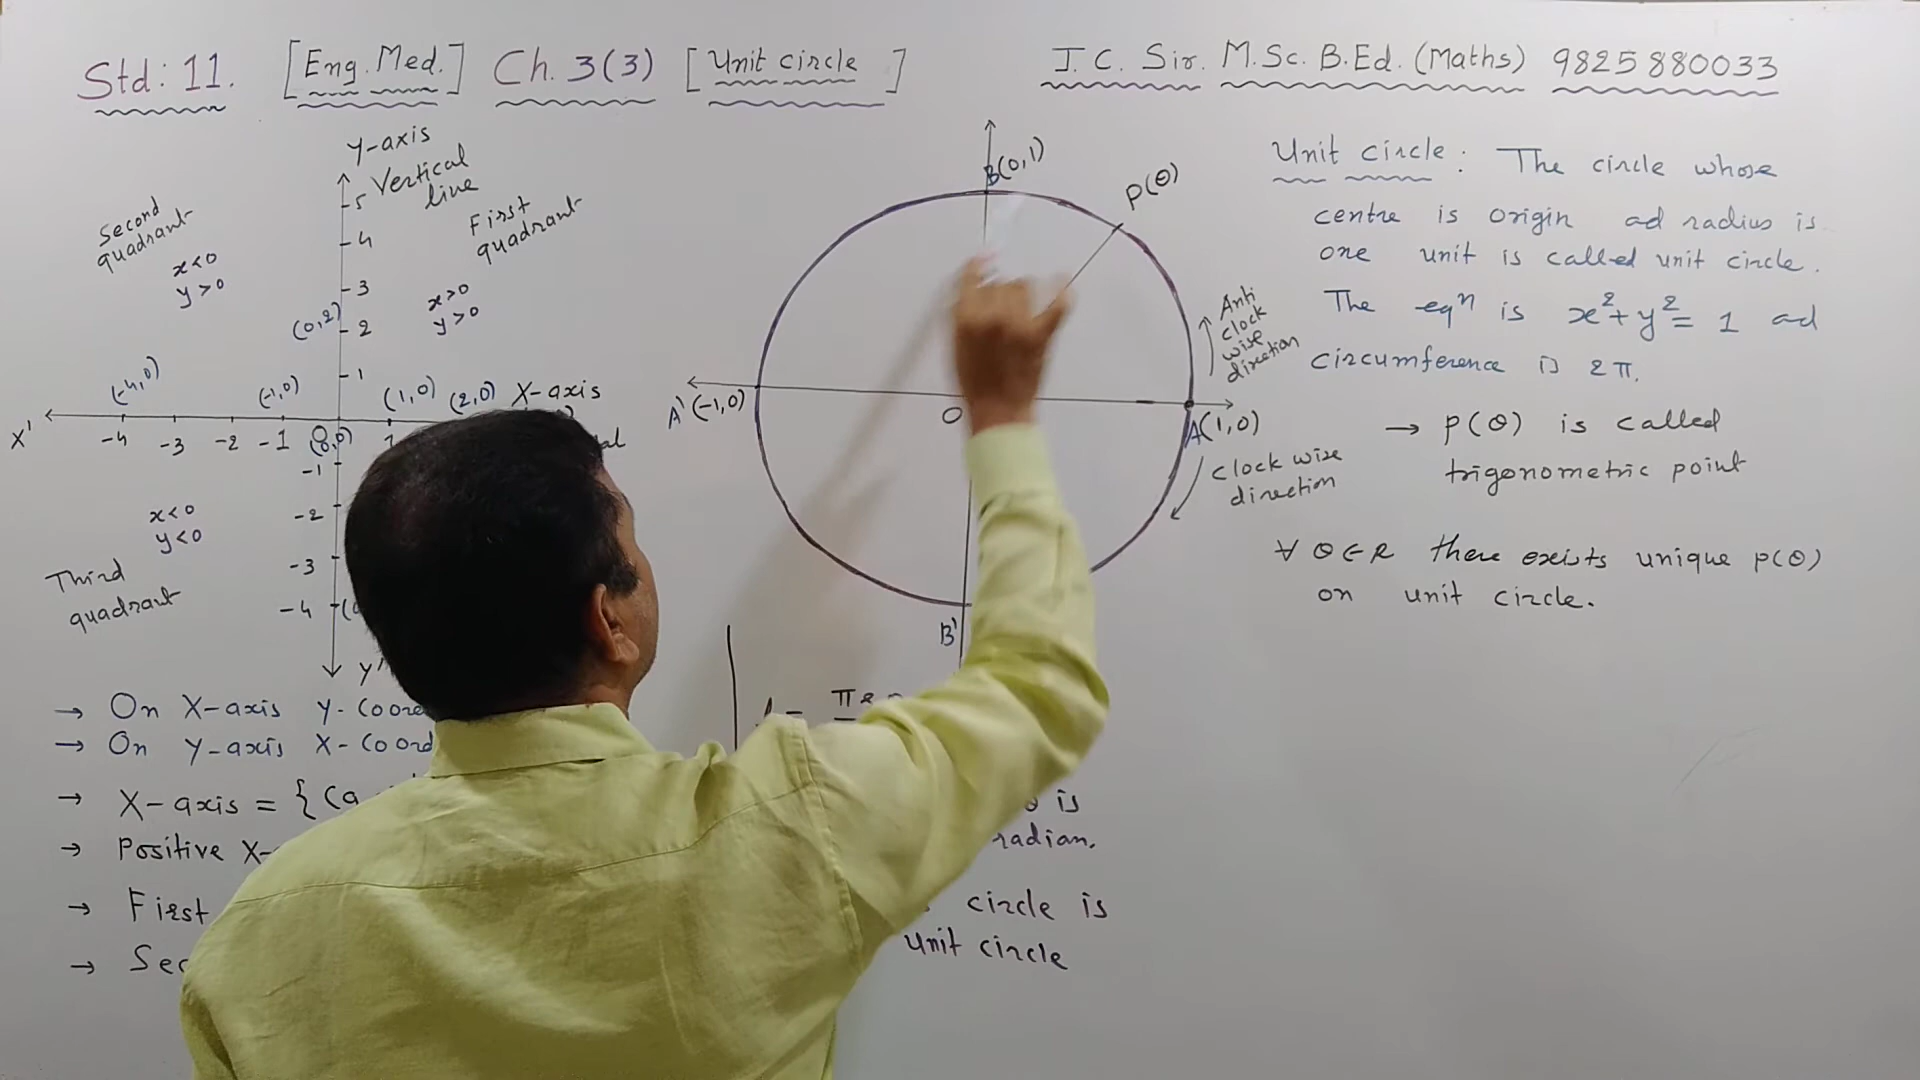 Std: 11. [Eng. Med.] Ch. 3(3) [Unit circle]
J. C. Sir. M.Sc. B.Ed. (Maths) 9825880033
Y-axis
Vertical
line
Second
quadrant
x<0
y>0
First
quadrant
x>0
y>0
5
4
3
(0,2) 2
1
(-4,0) (-1,0) (1,0) (2,0) X-axis
X' -4 -3 -2 -1 O (0,0) 1
-1
-2
-3
-4
x<0
y<0
Third
quadrant
Y'
→ On X-axis Y-
→ On Y-axis X-
→ X-axis = {(a
→ Positive X-
→ First
→
B(0,1)
P(θ)
A'(-1,0) O A(1,0)
B'
Anti
clock
wise
direction
clock wise
direction
is
radian.
circle is
unit circle
Unit circle: The circle whose
centre is origin ad radius is
one unit is called unit circle.
The eqⁿ is x²+y²= 1 ad
circumference is 2π.
→ P(θ) is called
trigonometric point
∀ θ∈R there exists unique P(θ)
on unit circle.